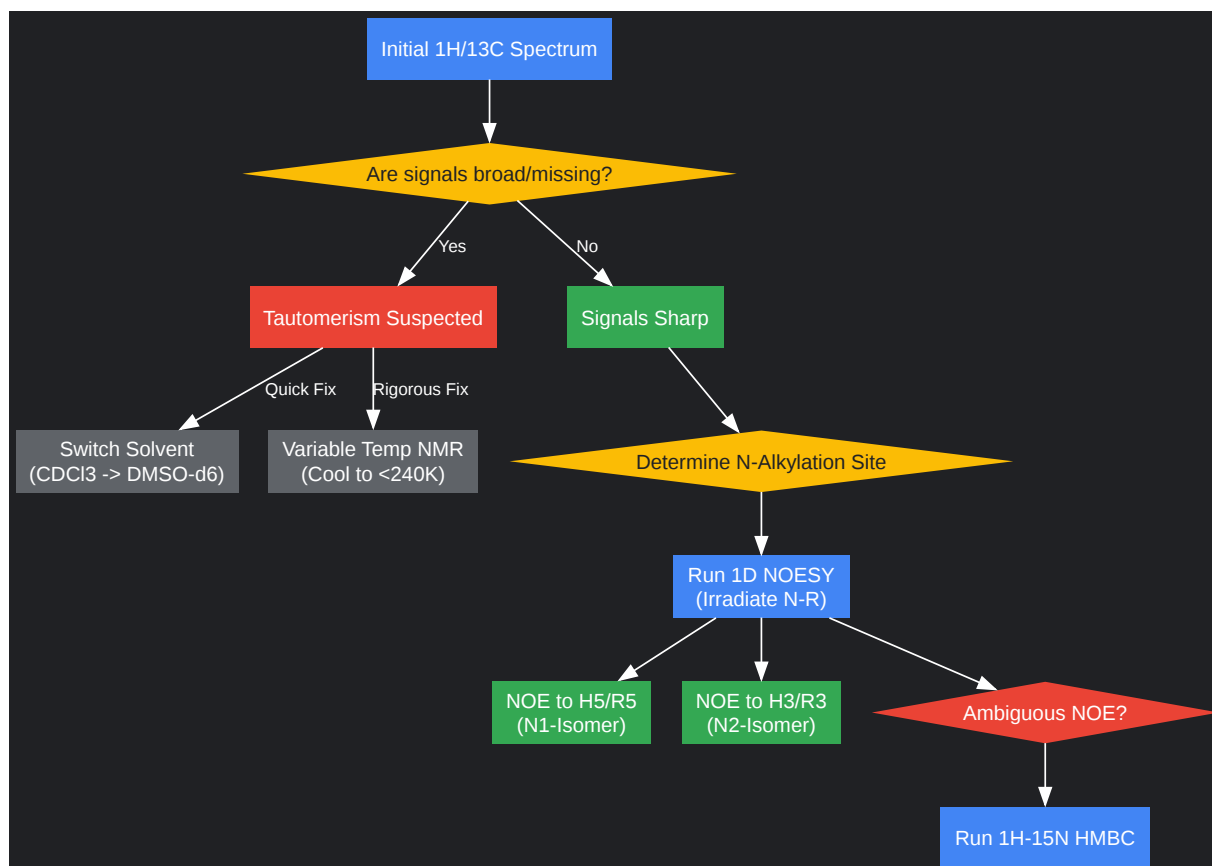 Initial 1H/13C Spectrum
Are signals broad/missing?
Yes
No
Tautomerism Suspected
Signals Sharp
Quick Fix
Rigorous Fix
Switch Solvent
(CDCl3 -> DMSO-d6)
Variable Temp NMR
(Cool to <240K)
Determine N-Alkylation Site
Run 1D NOESY
(Irradiate N-R)
NOE to H5/R5
(N1-Isomer)
NOE to H3/R3
(N2-Isomer)
Ambiguous NOE?
Run 1H-15N HMBC